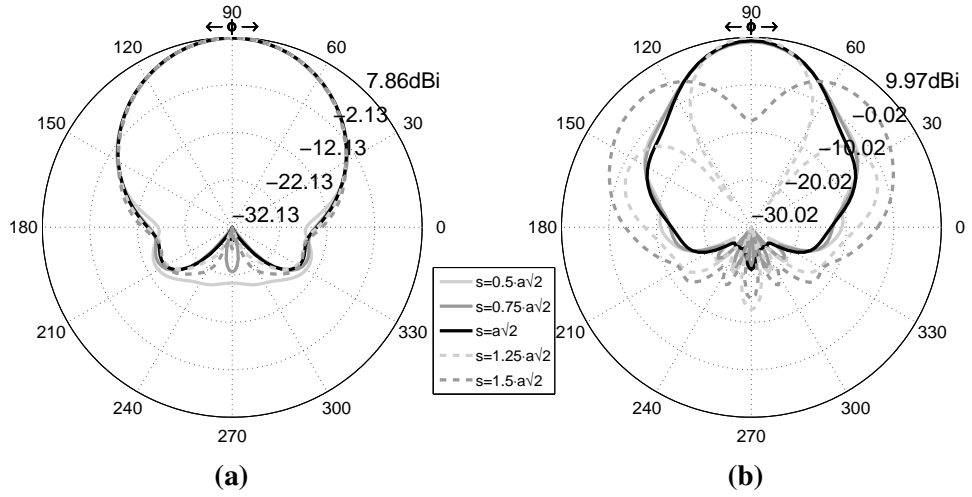 90
← ϕ →
120
60
7.86dBi
150
−2.13
30
−12.13
−22.13
180
−32.13
0
210
330
240
300
270
(a)
s=0.5·a√2
s=0.75·a√2
s=a√2
s=1.25·a√2
s=1.5·a√2
90
← ϕ →
120
60
9.97dBi
150
−0.02
30
−10.02
−20.02
180
−30.02
0
210
330
240
300
270
(b)